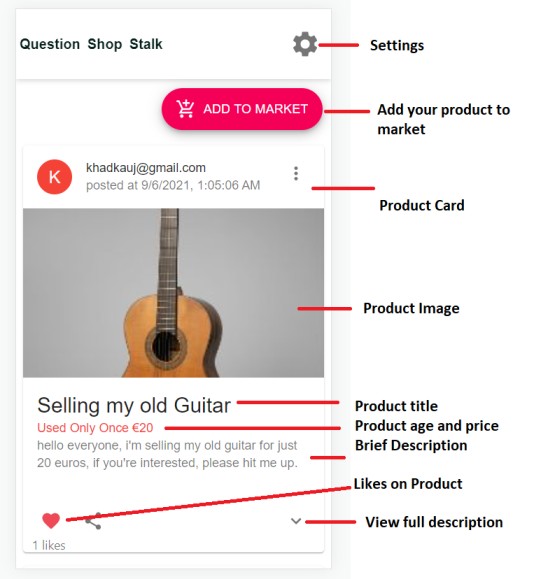 Question Shop Stalk
Settings
ADD TO MARKET
Add your product to
market
K
khadkauj@gmail.com
posted at 9/6/2021, 1:05:06 AM
Product Card
Product Image
Selling my old Guitar
Product title
Used Only Once €20
Product age and price
hello everyone, i'm selling my old guitar for just
20 euros, if you're interested, please hit me up.
Brief Description
Likes on Product
View full description
1 likes